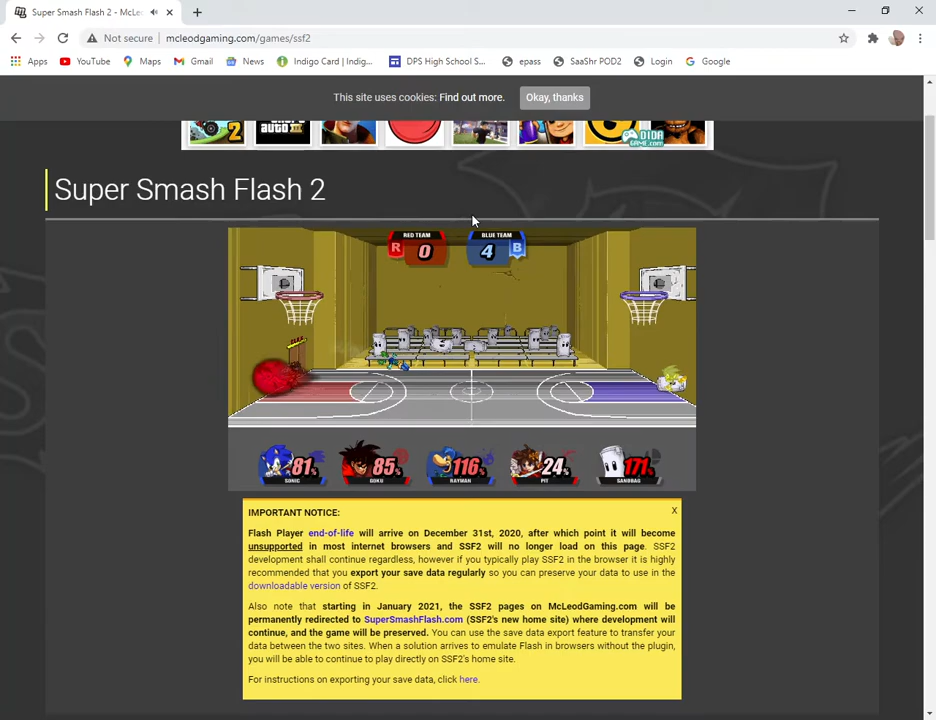 Super Smash Flash 2 - McLe
Not secure | mcleodgaming.com/games/ssf2
Apps YouTube Maps Gmail News Indigo Card | Indig... DPS High School S... epass SaaShr POD2 Login Google
This site uses cookies: Find out more. Okay, thanks
2 III DIDA
GAME.com
Super Smash Flash 2
RED TEAM BLUE TEAM
R 0 4 B
81% 85% 116% 24% 171%
SONIC GOKU RAYMAN PIT SANDBAG
IMPORTANT NOTICE: X
Flash Player end-of-life will arrive on December 31st, 2020, after which point it will become
unsupported in most internet browsers and SSF2 will no longer load on this page. SSF2
development shall continue regardless, however if you typically play SSF2 in the browser it is highly
recommended that you export your save data regularly so you can preserve your data to use in the
downloadable version of SSF2.
Also note that starting in January 2021, the SSF2 pages on McLeodGaming.com will be
permanently redirected to SuperSmashFlash.com (SSF2's new home site) where development will
continue, and the game will be preserved. You can use the save data export feature to transfer your
data between the two sites. When a solution arrives to emulate Flash in browsers without the plugin,
you will be able to continue to play directly on SSF2's home site.
For instructions on exporting your save data, click here.